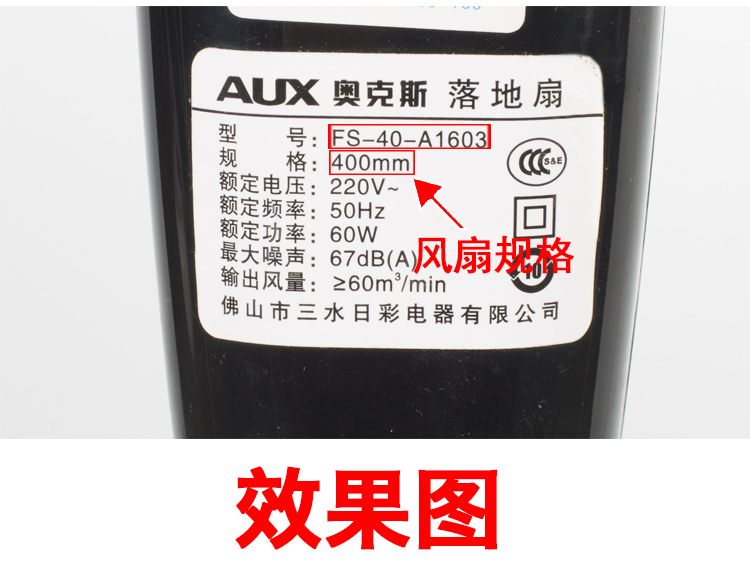 AUX 奥克斯 落地扇
型 号: FS-40-A1603
规 格: 400mm
额定电压: 220V~
额定频率: 50Hz
额定功率: 60W
最大噪声: 67dB(A)
输出风量: ≥60m³/min
佛山市三水日彩电器有限公司
CCC S&E
10
风扇规格
效果图